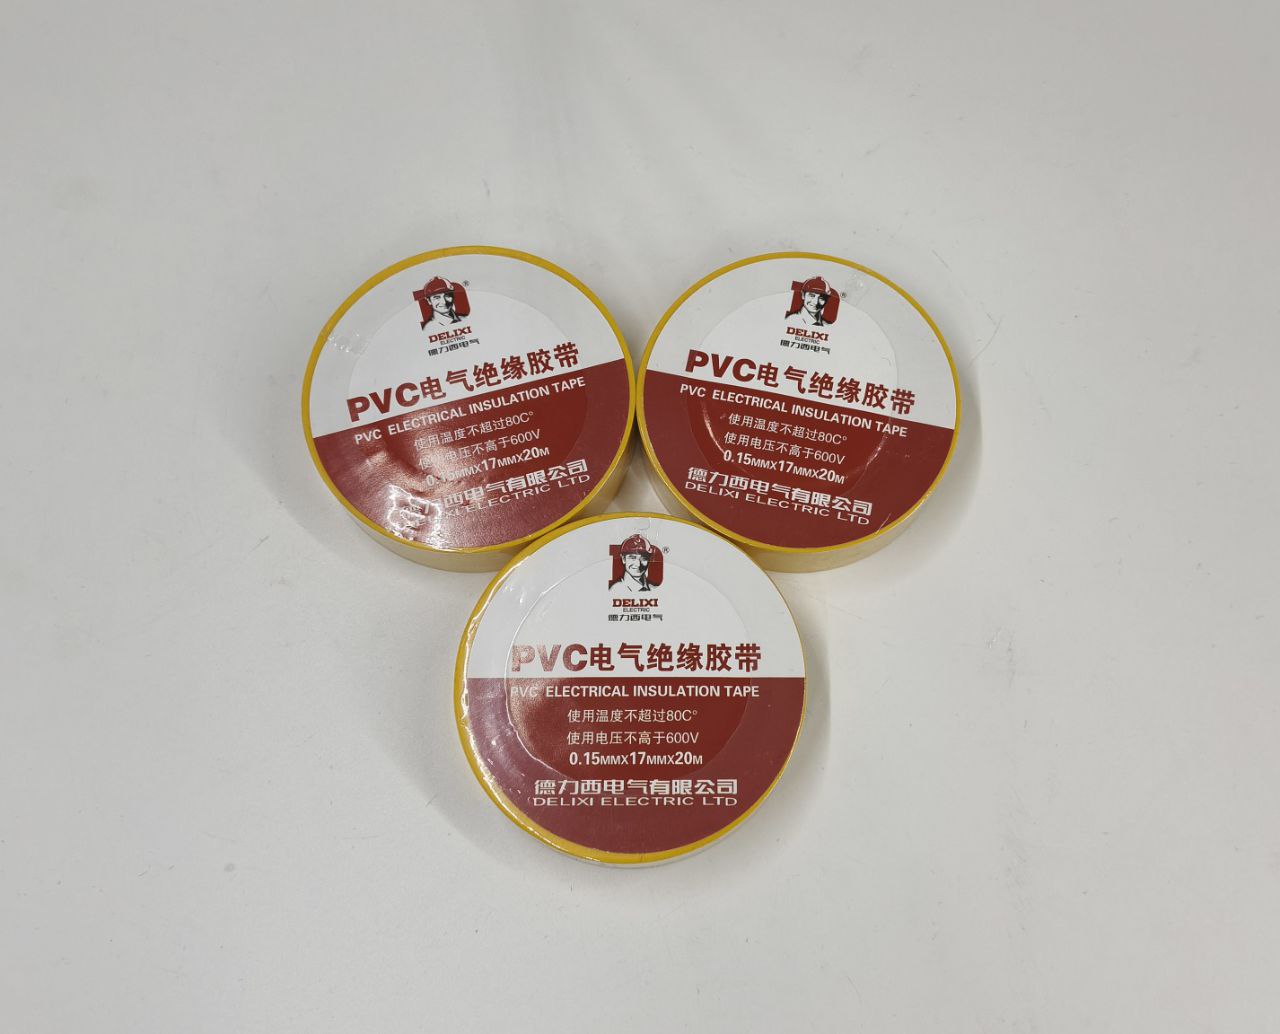 ®
DELIXI
ELECTRIC
德力西电气
PVC电气绝缘胶带
PVC ELECTRICAL INSULATION TAPE
使用温度不超过80C°
使用电压不高于600V
0.15MMX17MMX20M
西电气有限公司
XI ELECTRIC LTD
®
DELIXI
ELECTRIC
德力西电气
PVC电气绝缘胶带
PVC ELECTRICAL INSULATION TAPE
使用温度不超过80C°
使用电压不高于600V
0.15MMX17MMX20M
德力西电气有限公司
DELIXI ELECTRIC LTD
®
DELIXI
ELECTRIC
德力西电气
PVC电气绝缘胶带
PVC ELECTRICAL INSULATION TAPE
使用温度不超过80C°
使用电压不高于600V
0.15MMX17MMX20M
德力西电气有限公司
DELIXI ELECTRIC LTD